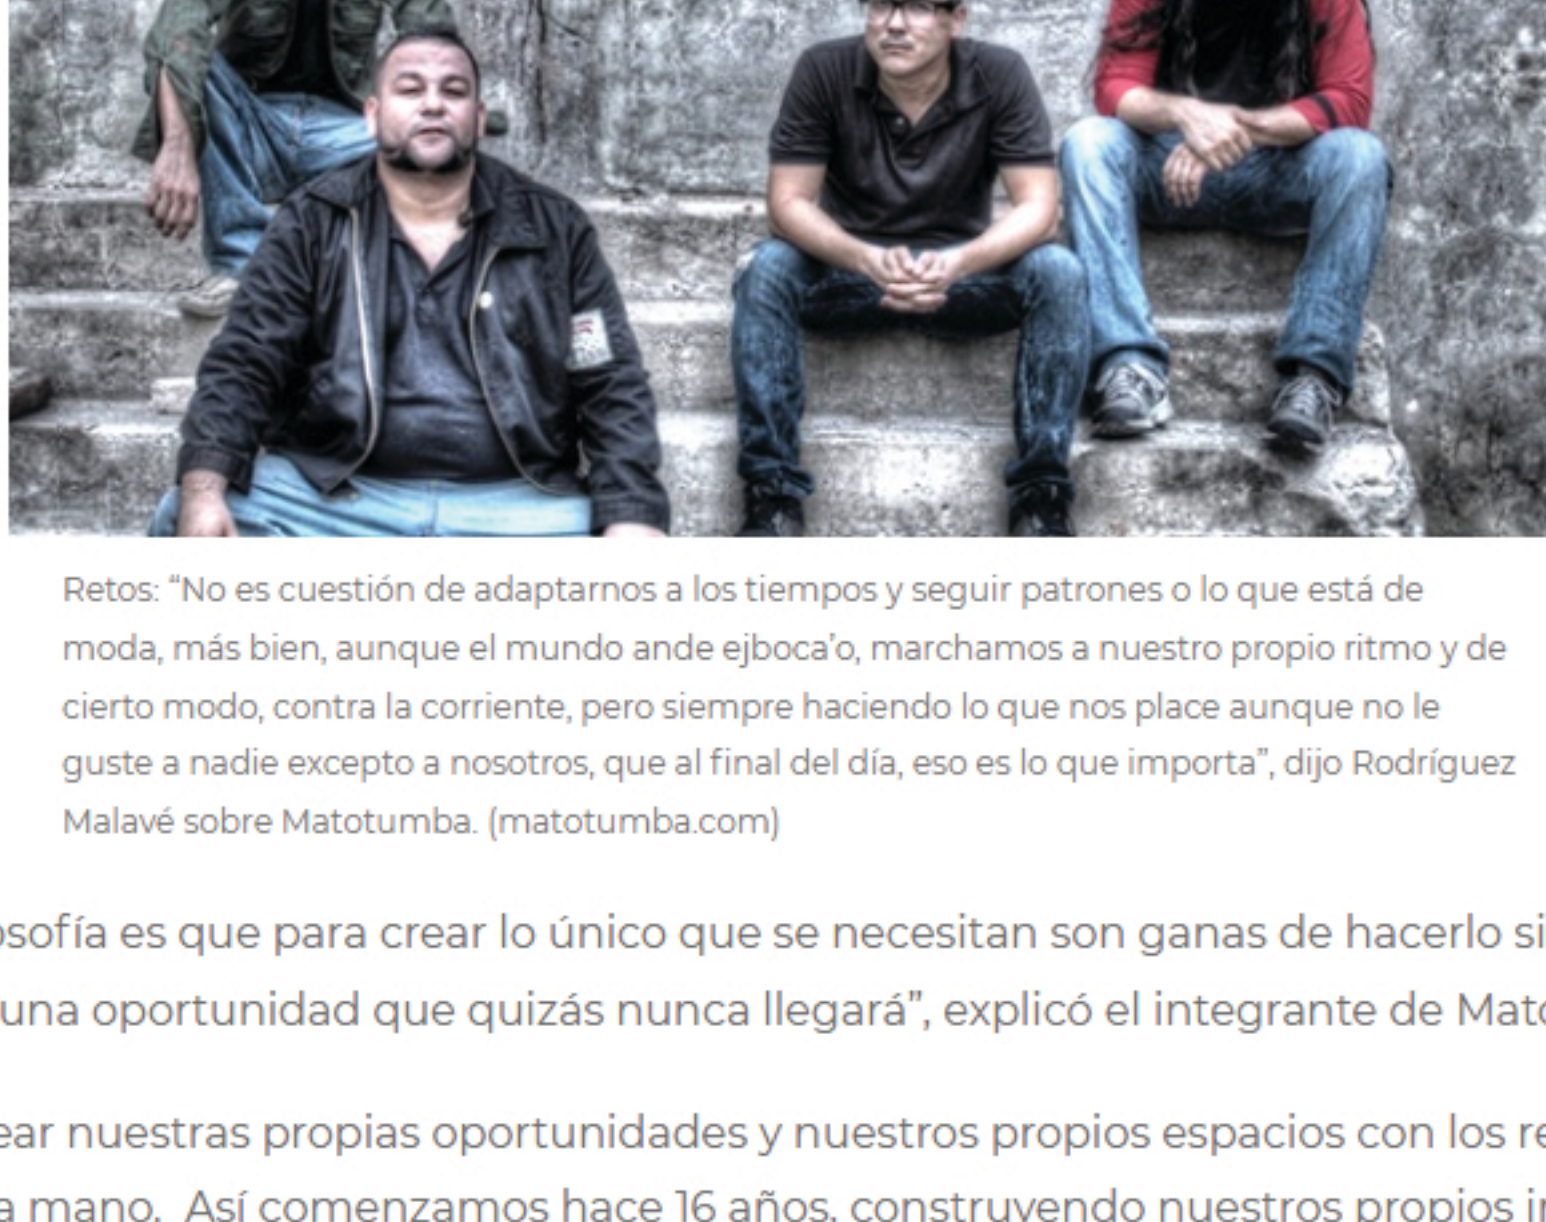 Retos: “No es cuestión de adaptarnos a los tiempos y seguir patrones o lo que está de
moda, más bien, aunque el mundo ande ejboca’o, marchamos a nuestro propio ritmo y de
cierto modo, contra la corriente, pero siempre haciendo lo que nos place aunque no le
guste a nadie excepto a nosotros, que al final del día, eso es lo que importa”, dijo Rodríguez
Malavé sobre Matotumba. (matotumba.com)
osofía es que para crear lo único que se necesitan son ganas de hacerlo si
una oportunidad que quizás nunca llegará”, explicó el integrante de Mato
ear nuestras propias oportunidades y nuestros propios espacios con los re
a mano.  Así comenzamos hace 16 años, construyendo nuestros propios in